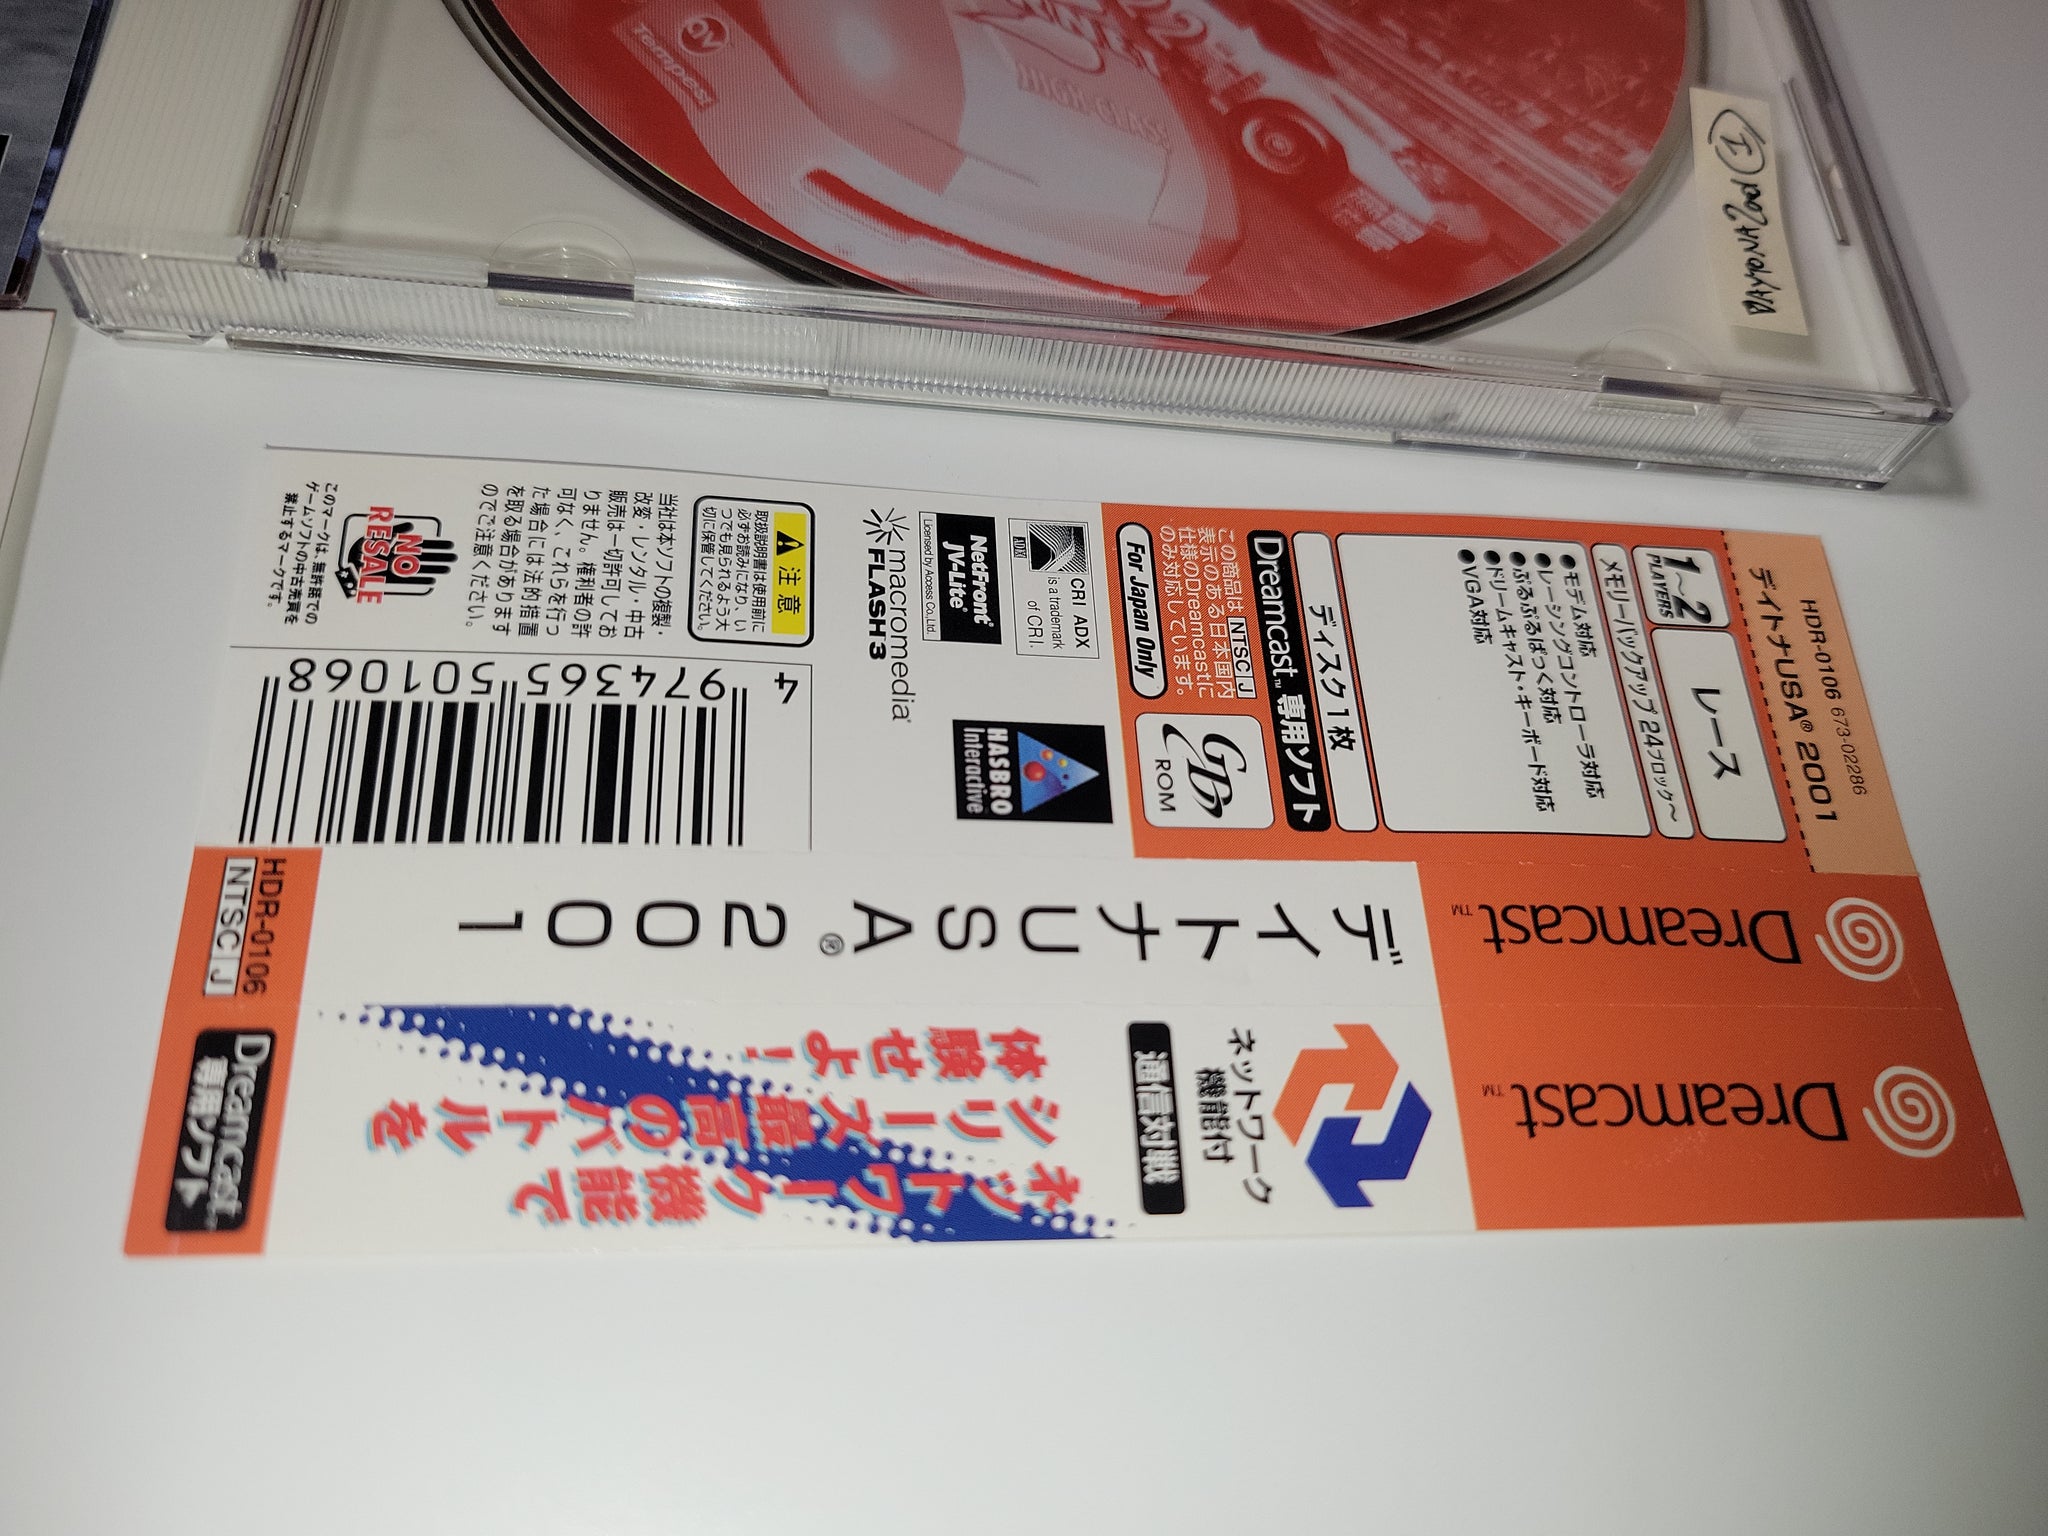 Tempest
HIGH CLASS
DAYTONA 2001
1
HDR-0106 673-02286
デイトナUSA® 2001
1~2
PLAYERS
レース
メモリーバックアップ 24ブロック~
●モデム対応
●レーシングコントローラ対応
●ぷるぷるぱっく対応
●ドリームキャスト・キーボード対応
●VGA対応
ディスク1枚
Dreamcast™ 専用ソフト
この商品は NTSC J
表示のある日本国内
仕様のDreamcastに
のみ対応しています。
For Japan Only
GD
ROM
CRI ADX
is a trademark
of CRI.
NetFront®
JV-Lite®
Licensed by Access Co., Ltd.
macromedia®
FLASH 3
HASBRO
Interactive
注意
取扱説明書は使用前に
必ずお読みになり、い
つでも見られるよう大
切に保管してください。
当社は本ソフトの複製・
改変・レンタル・中古
販売は一切許可してお
りません。権利者の許
可なく、これらを行っ
た場合には法的措置
を取る場合があります
のでご注意ください。
NO
RESALE
このマークは、無許諾での
ゲームソフトの中古売買を
禁止するマークです。
4 974365 501068
Dreamcast™
デイトナUSA® 2001
HDR-0106
NTSC J
Dreamcast™
ネットワーク
機能付
通信対戦
ネットワーク機能で
シリーズ最高のバトルを
体験せよ!
Dreamcast™
専用ソフト